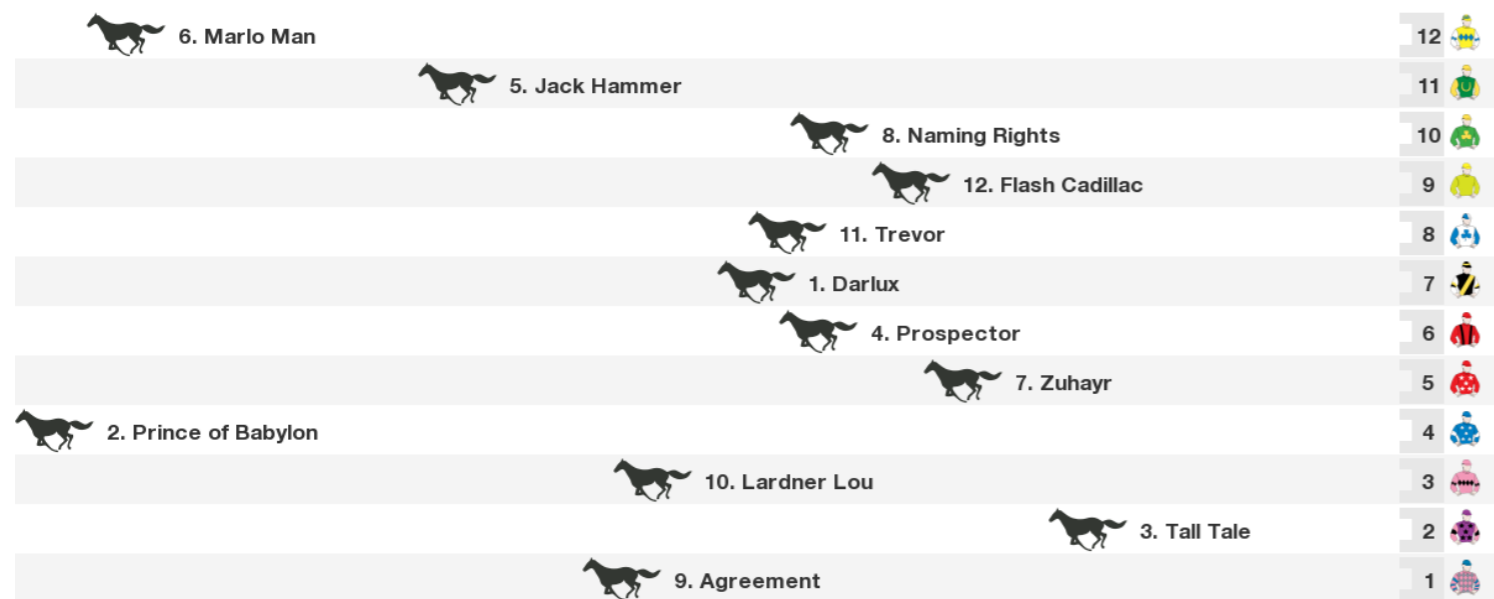 6. Marlo Man 12
5. Jack Hammer 11
8. Naming Rights 10
12. Flash Cadillac 9
11. Trevor 8
1. Darlux 7
4. Prospector 6
7. Zuhayr 5
2. Prince of Babylon 4
10. Lardner Lou 3
3. Tall Tale 2
9. Agreement 1